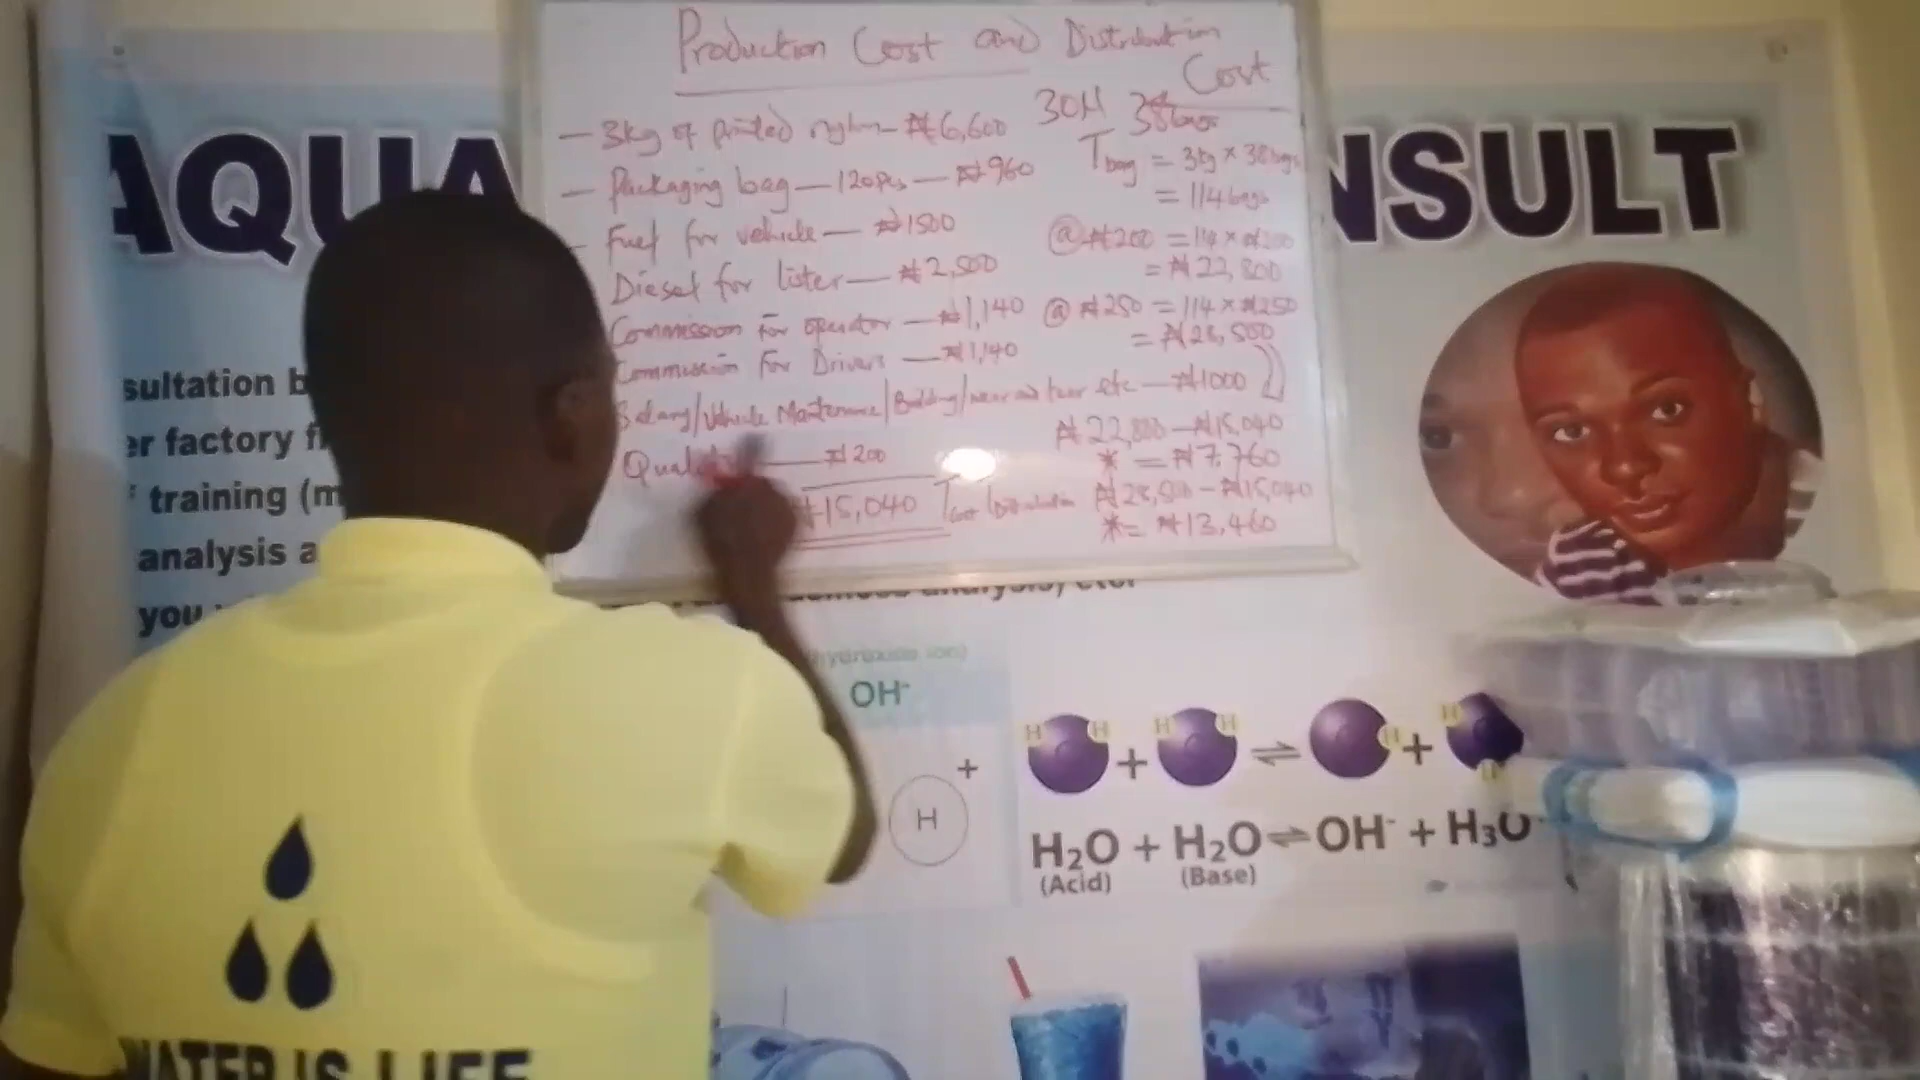 Production Cost and Distribution
Cost
— 3kg of printed nylon — ₦6,600
— Packaging bag — 120pcs — ₦960
- Fuel for vehicle — ₦1500
Diesel for lister — ₦2,500
Commission for operator — ₦1,140
Commission For Drivers — ₦1,140
Salary/Vehicle Maintenance/Building/wear and tear etc — ₦1000
— ₦200
₦15,040 Tcost
30H 38bags
Tbag = 3kg × 38bags
= 114bags
@ ₦200 = 114 × ₦200
= ₦22,800
@ ₦250 = 114 × ₦250
= ₦28,500
₦22,800 — ₦15,040
* = ₦7,760
₦28,500 - ₦15,040
* = ₦13,460
AQUA
NSULT
sultation b
er factory f
training (m
analysis a
you
OH-
H
+
H H + H H ⇌ H + H H
H2O + H2O ⇌ OH- + H3O
(Acid) (Base)
WATER IS LIFE